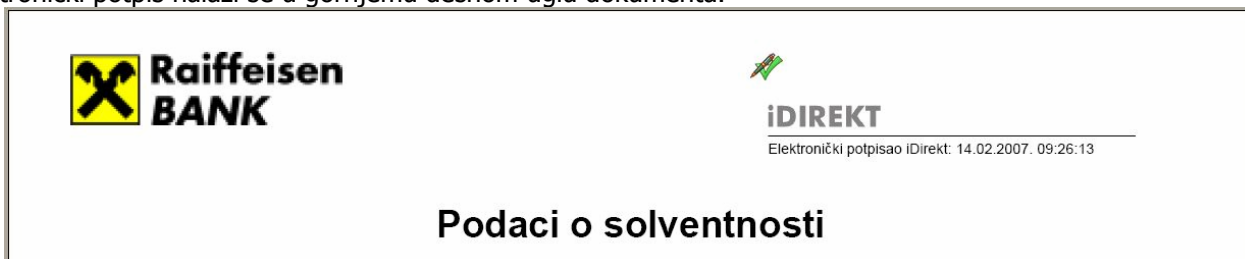 Raiffeisen
BANK
iDIREKT
Elektronički potpisao iDirekt: 14.02.2007. 09:26:13
Podaci o solventnosti